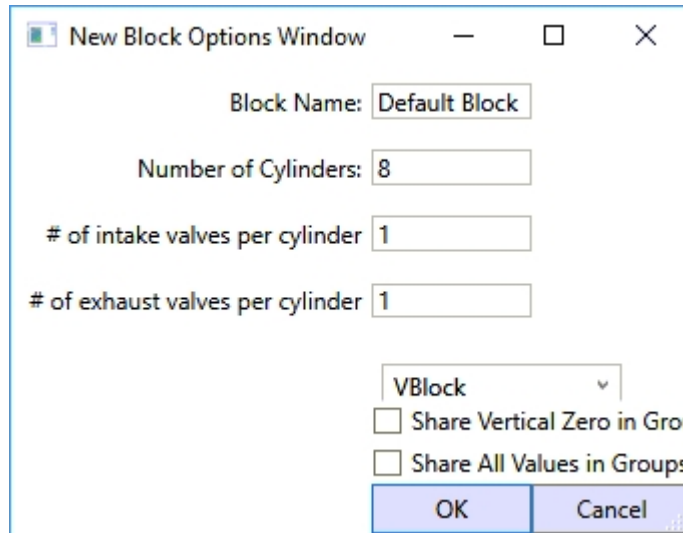 New Block Options Window
Block Name: Default Block
Number of Cylinders: 8
# of intake valves per cylinder 1
# of exhaust valves per cylinder 1
VBlock
Share Vertical Zero in Gro
Share All Values in Groups
OK Cancel